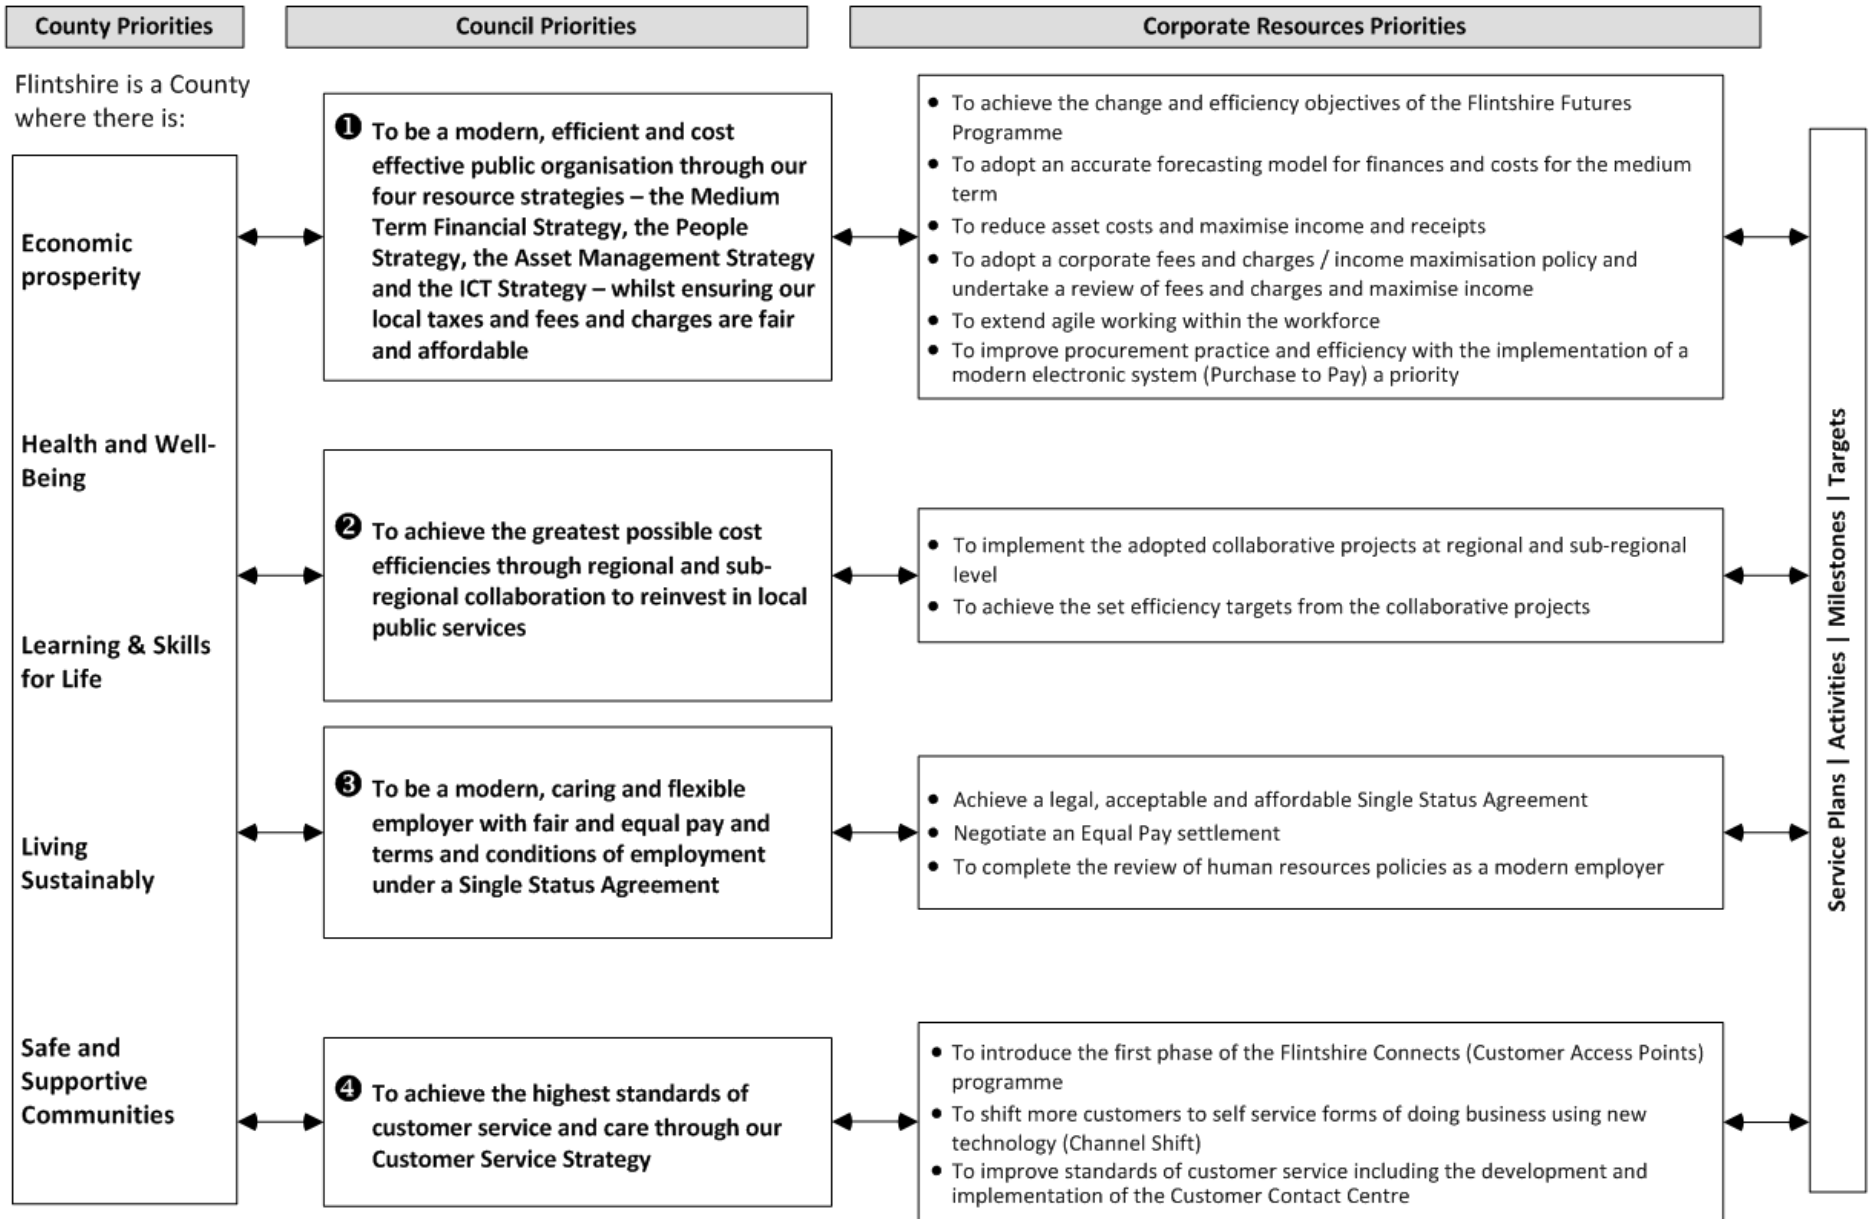 County Priorities
Council Priorities
Corporate Resources Priorities
Flintshire is a County
where there is:
Economic
prosperity
Health and Well-
Being
Learning & Skills
for Life
Living
Sustainably
Safe and
Supportive
Communities
❶ To be a modern, efficient and cost
effective public organisation through our
four resource strategies – the Medium
Term Financial Strategy, the People
Strategy, the Asset Management Strategy
and the ICT Strategy – whilst ensuring our
local taxes and fees and charges are fair
and affordable
❷ To achieve the greatest possible cost
efficiencies through regional and sub-
regional collaboration to reinvest in local
public services
❸ To be a modern, caring and flexible
employer with fair and equal pay and
terms and conditions of employment
under a Single Status Agreement
❹ To achieve the highest standards of
customer service and care through our
Customer Service Strategy
• To achieve the change and efficiency objectives of the Flintshire Futures
Programme
• To adopt an accurate forecasting model for finances and costs for the medium
term
• To reduce asset costs and maximise income and receipts
• To adopt a corporate fees and charges / income maximisation policy and
undertake a review of fees and charges and maximise income
• To extend agile working within the workforce
• To improve procurement practice and efficiency with the implementation of a
modern electronic system (Purchase to Pay) a priority
• To implement the adopted collaborative projects at regional and sub-regional
level
• To achieve the set efficiency targets from the collaborative projects
• Achieve a legal, acceptable and affordable Single Status Agreement
• Negotiate an Equal Pay settlement
• To complete the review of human resources policies as a modern employer
• To introduce the first phase of the Flintshire Connects (Customer Access Points)
programme
• To shift more customers to self service forms of doing business using new
technology (Channel Shift)
• To improve standards of customer service including the development and
implementation of the Customer Contact Centre
Service Plans | Activities | Milestones | Targets